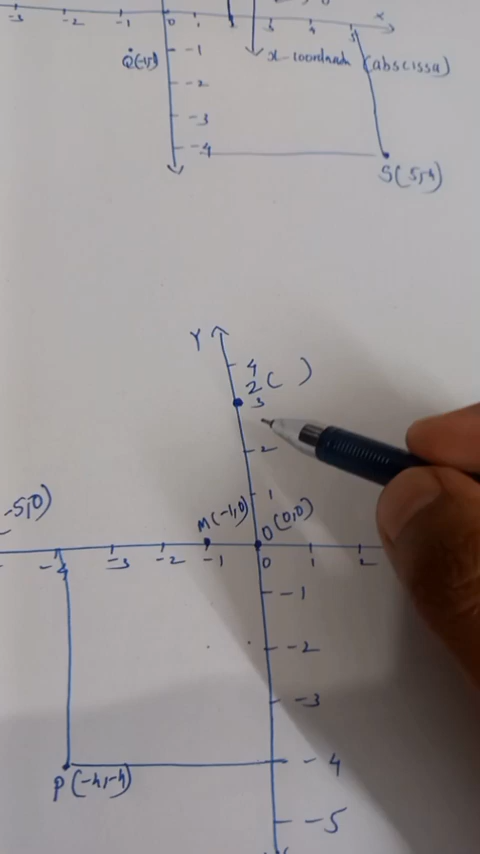 -3 -2 -1 0 1 3 4 5 x
Q(-1,1) -1 x-coordinate (abscissa)
-2
-3
-4
S(5,-4)
Y
4
Z( )
3
2
-5,0)
1
M(-1,0) O(0,0)
-4 -3 -2 -1 0 1 2
-1
-2
-3
-4
P(-4,-4)
-5